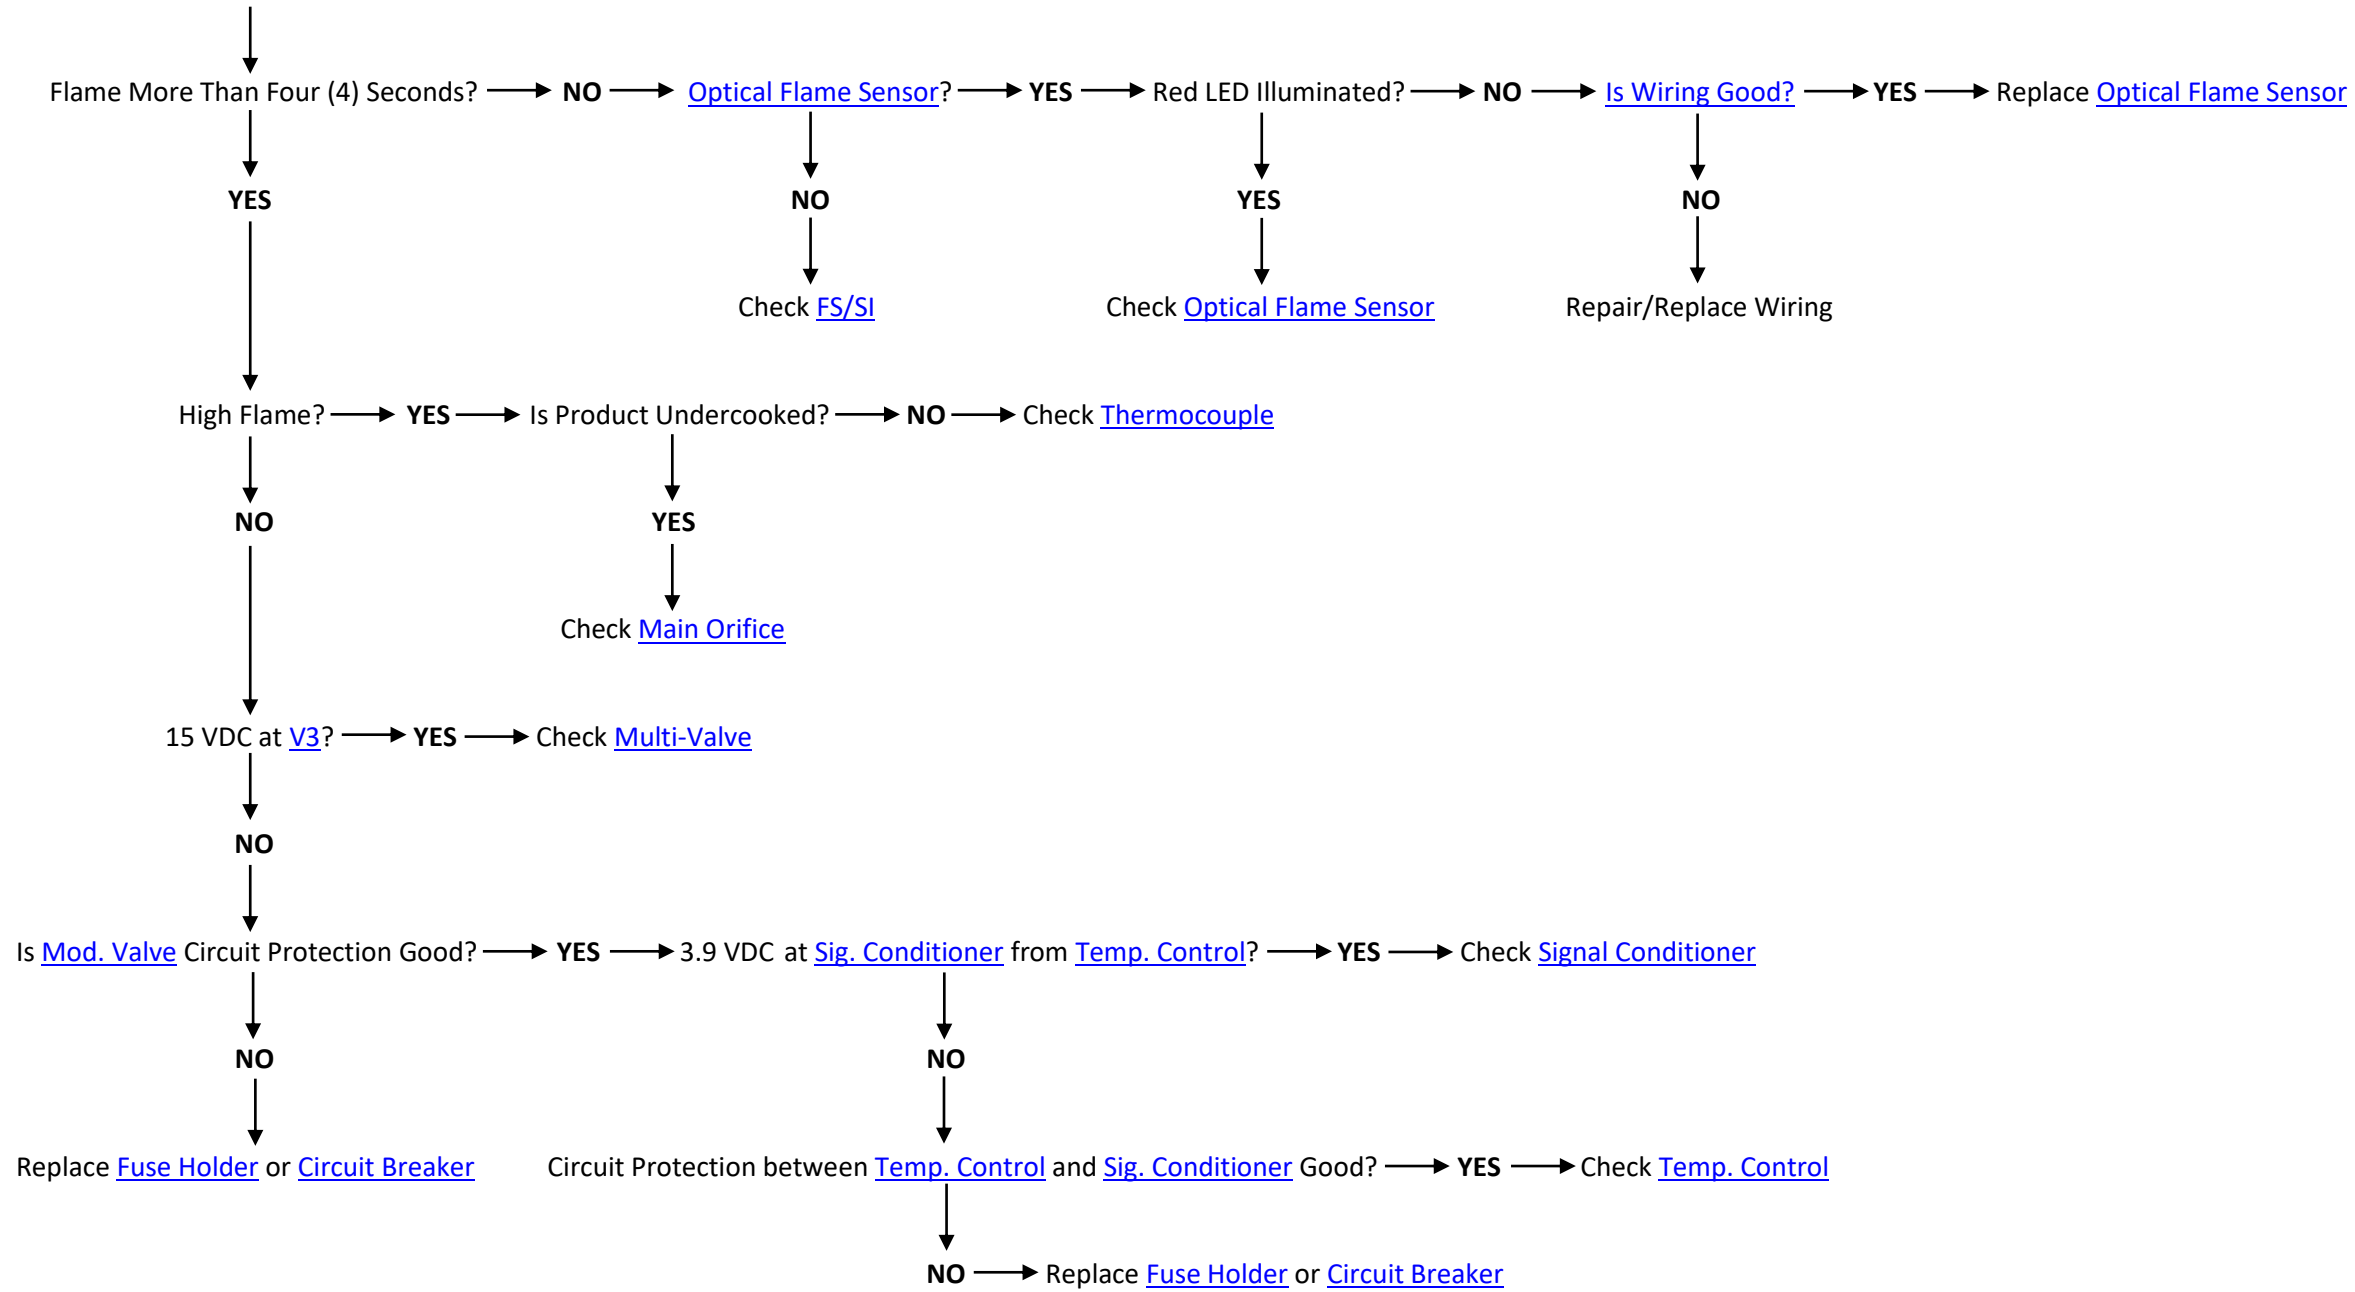 Flame More Than Four (4) Seconds? NO Optical Flame Sensor? YES Red LED Illuminated? NO Is Wiring Good? YES Replace Optical Flame Sensor
YES NO YES NO
Check FS/SI Check Optical Flame Sensor Repair/Replace Wiring
High Flame? YES Is Product Undercooked? NO Check Thermocouple
NO YES
Check Main Orifice
15 VDC at V3? YES Check Multi-Valve
NO
Is Mod. Valve Circuit Protection Good? YES 3.9 VDC at Sig. Conditioner from Temp. Control? YES Check Signal Conditioner
NO NO
Replace Fuse Holder or Circuit Breaker Circuit Protection between Temp. Control and Sig. Conditioner Good? YES Check Temp. Control
NO Replace Fuse Holder or Circuit Breaker